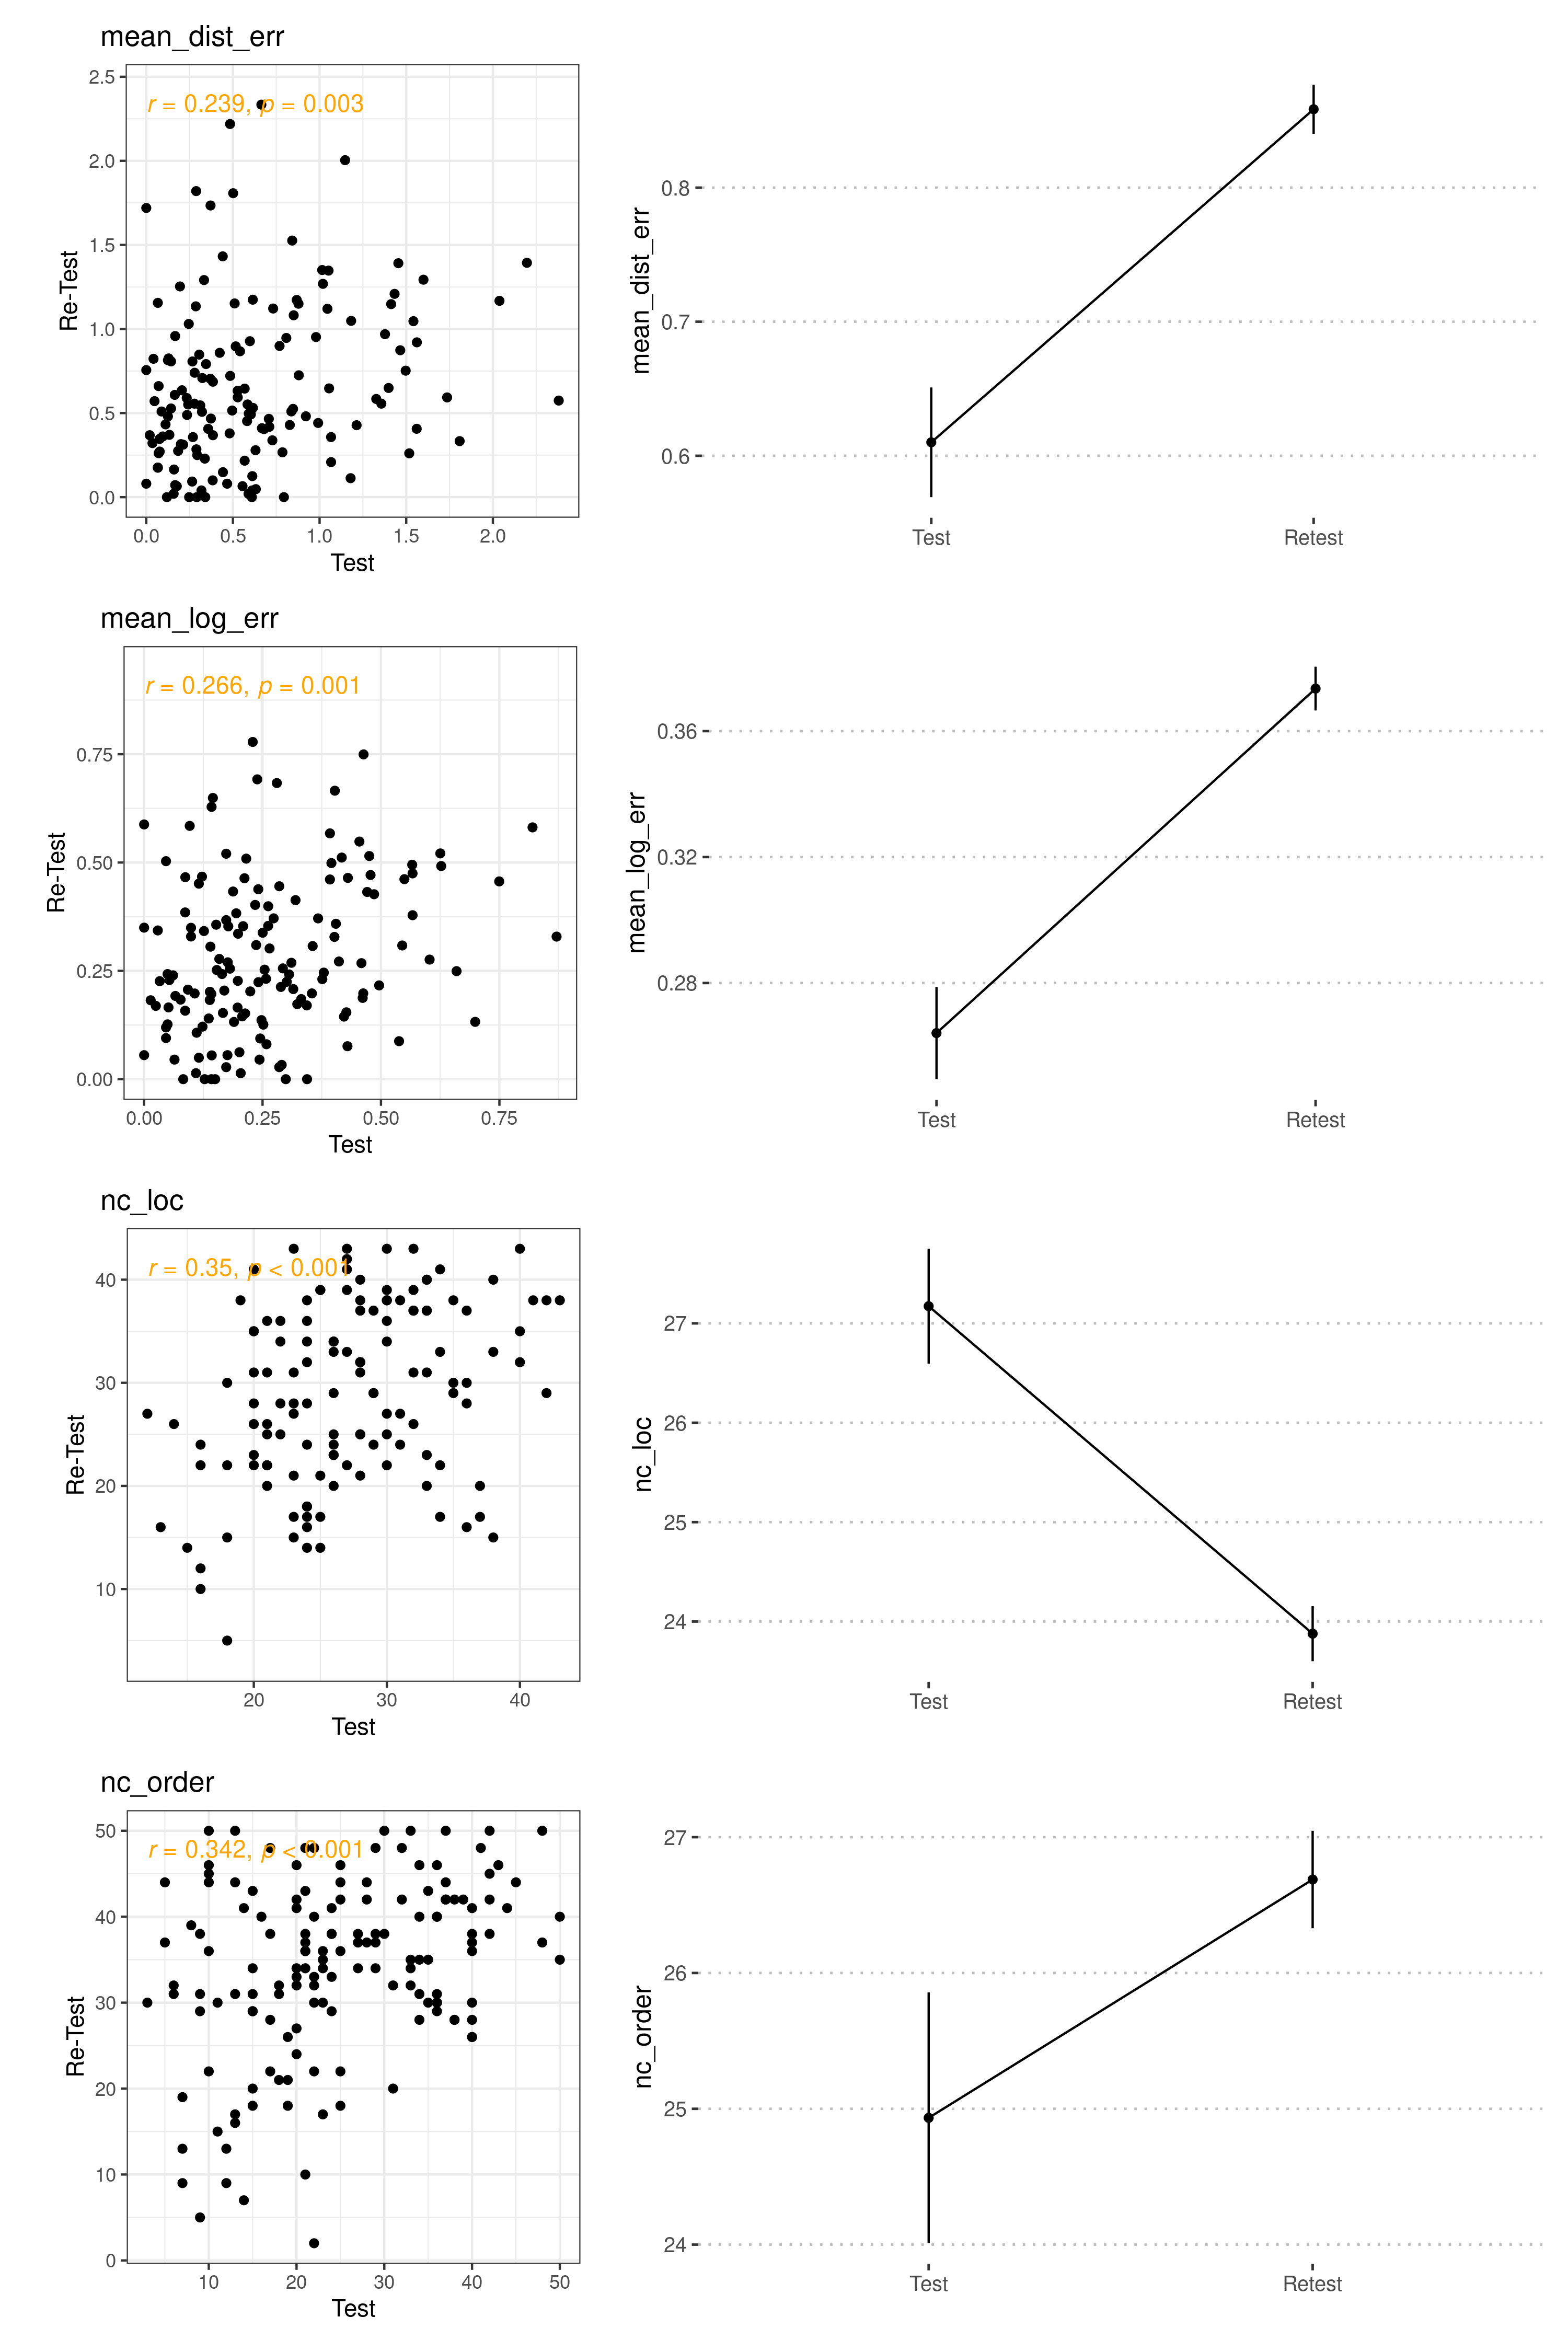 mean_dist_err
r = 0.239, p = 0.003
2.5
2.0
1.5
1.0
0.5
0.0
Re-Test
0.0 0.5 1.0 1.5 2.0
Test
mean_dist_err
0.8
0.7
0.6
Test Retest
mean_log_err
r = 0.266, p = 0.001
0.75
0.50
0.25
0.00
Re-Test
0.00 0.25 0.50 0.75
Test
mean_log_err
0.36
0.32
0.28
Test Retest
nc_loc
r = 0.35, p < 0.001
40
30
20
10
Re-Test
20 30 40
Test
nc_loc
27
26
25
24
Test Retest
nc_order
r = 0.342, p < 0.001
50
40
30
20
10
0
Re-Test
10 20 30 40 50
Test
nc_order
27
26
25
24
Test Retest